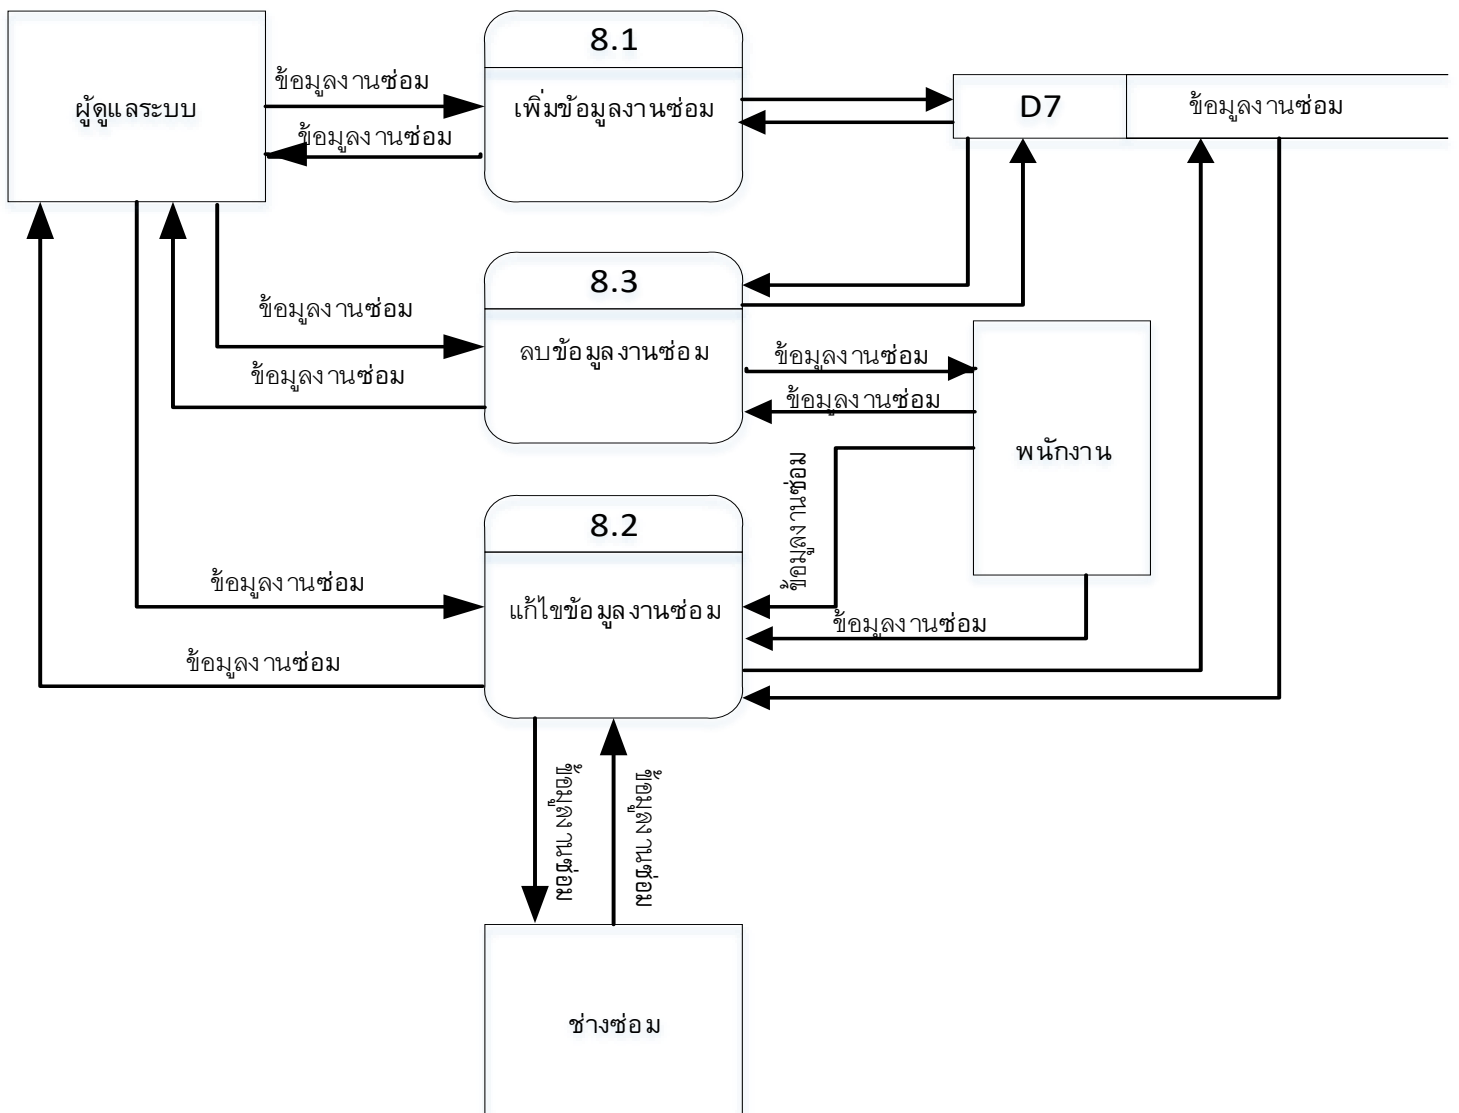 8.1
ข้อมูลงานซ่อม
ผู้ดูแลระบบ
เพิ่มข้อมูลงานซ่อม
D7
ข้อมูลงานซ่อม
ข้อมูลงานซ่อม
8.3
ข้อมูลงานซ่อม
ลบข้อมูลงานซ่อม
ข้อมูลงานซ่อม
ข้อมูลงานซ่อม
ข้อมูลงานซ่อม
พนักงาน
ข้อมูลงานซ่อม
8.2
ข้อมูลงานซ่อม
แก้ไขข้อมูลงานซ่อม
ข้อมูลงานซ่อม
ข้อมูลงานซ่อม
ข้อมูลงานซ่อม
ข้อมูลงานซ่อม
ช่างซ่อม